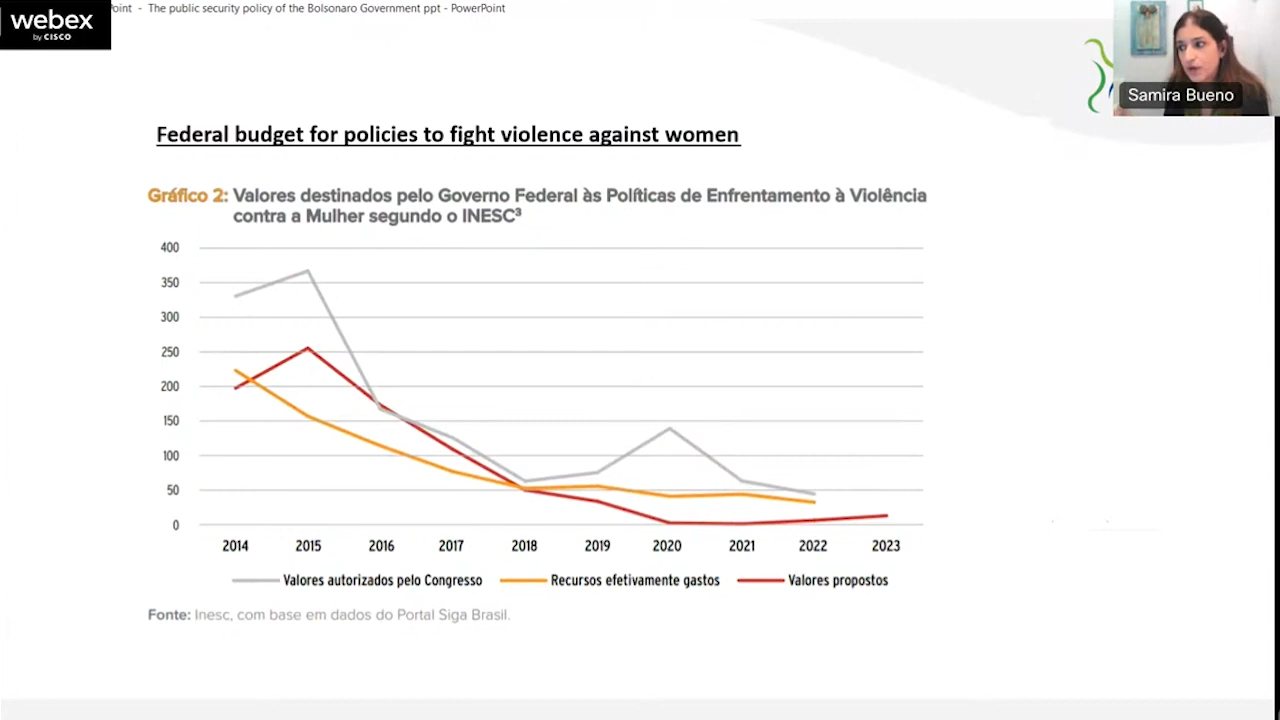 webex
by CISCO
Point - The public security policy of the Bolsonaro Government ppt - PowerPoint
Samira Bueno
Federal budget for policies to fight violence against women
Gráfico 2: Valores destinados pelo Governo Federal às Políticas de Enfrentamento à Violência
contra a Mulher segundo o INESC³
400
350
300
250
200
150
100
50
0
2014 2015 2016 2017 2018 2019 2020 2021 2022 2023
Valores autorizados pelo Congresso Recursos efetivamente gastos Valores propostos
Fonte: Inesc, com base em dados do Portal Siga Brasil.